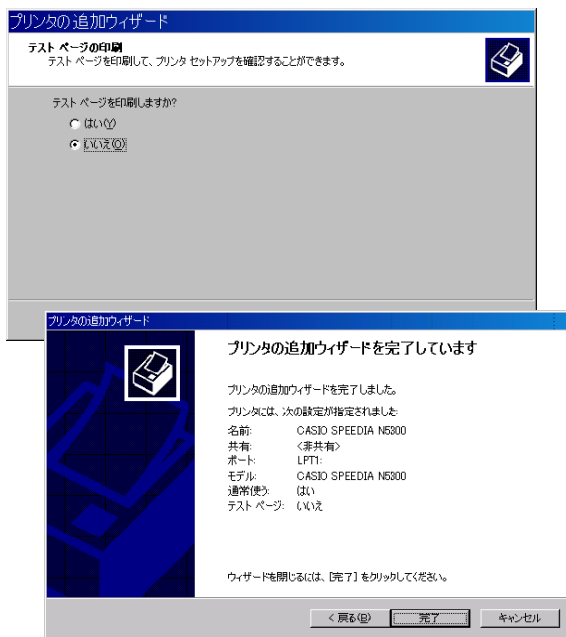 プリンタの追加ウィザード
テスト ページの印刷
テスト ページを印刷して、プリンタ セットアップを確認することができます。
テスト ページを印刷しますか?
はい(Y)
いいえ(O)
プリンタの追加ウィザード
プリンタの追加ウィザードを完了しています
プリンタの追加ウィザードを完了しました。
プリンタには、次の設定が指定されました:
名前: CASIO SPEEDIA N5300
共有: <非共有>
ポート: LPT1:
モデル: CASIO SPEEDIA N5300
通常使う: はい
テスト ページ: いいえ
ウィザードを閉じるには、[完了] をクリックしてください。
< 戻る(B) 完了 キャンセル